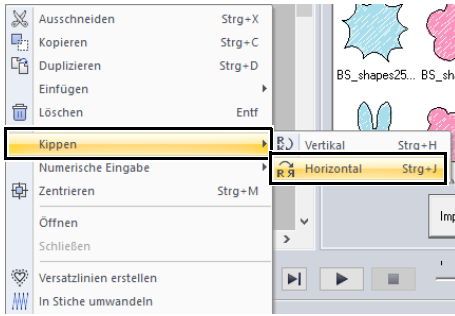 Ausschneiden Strg+X
Kopieren Strg+C
Duplizieren Strg+D
Einfügen
Löschen Entf
Kippen
Vertikal Strg+H
Horizontal Strg+J
Numerische Eingabe
Zentrieren Strg+M
Öffnen
Schließen
Versatzlinien erstellen
In Stiche umwandeln
BS_shapes25... BS_sh
Imp